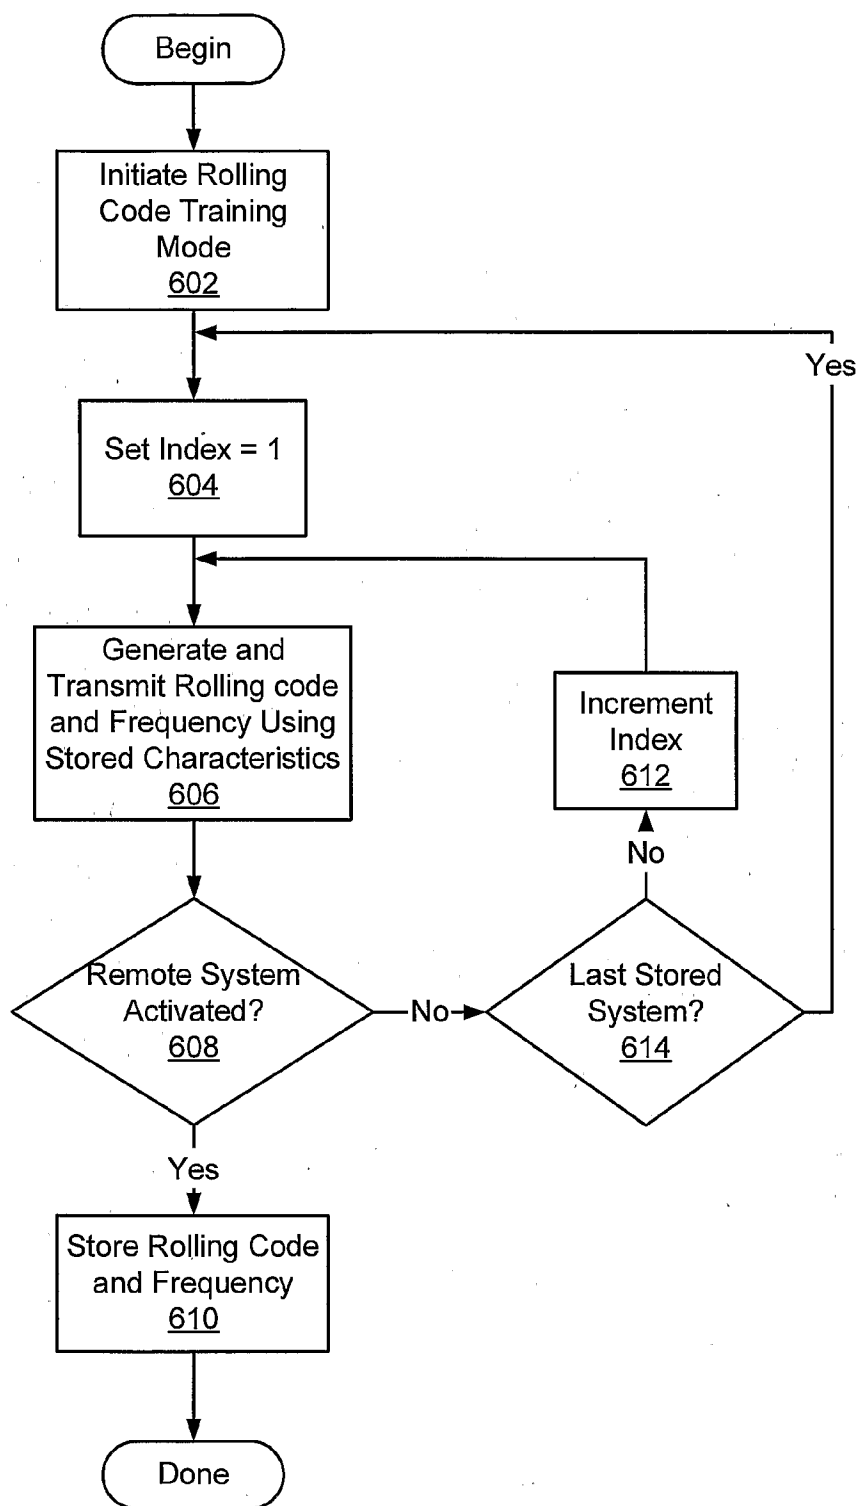 Begin
Initiate Rolling
Code Training
Mode
602
Yes
Set Index = 1
604
Generate and
Transmit Rolling code
and Frequency Using
Stored Characteristics
606
Increment
Index
612
No
Remote System
Activated?
608
No
Last Stored
System?
614
Yes
Store Rolling Code
and Frequency
610
Done